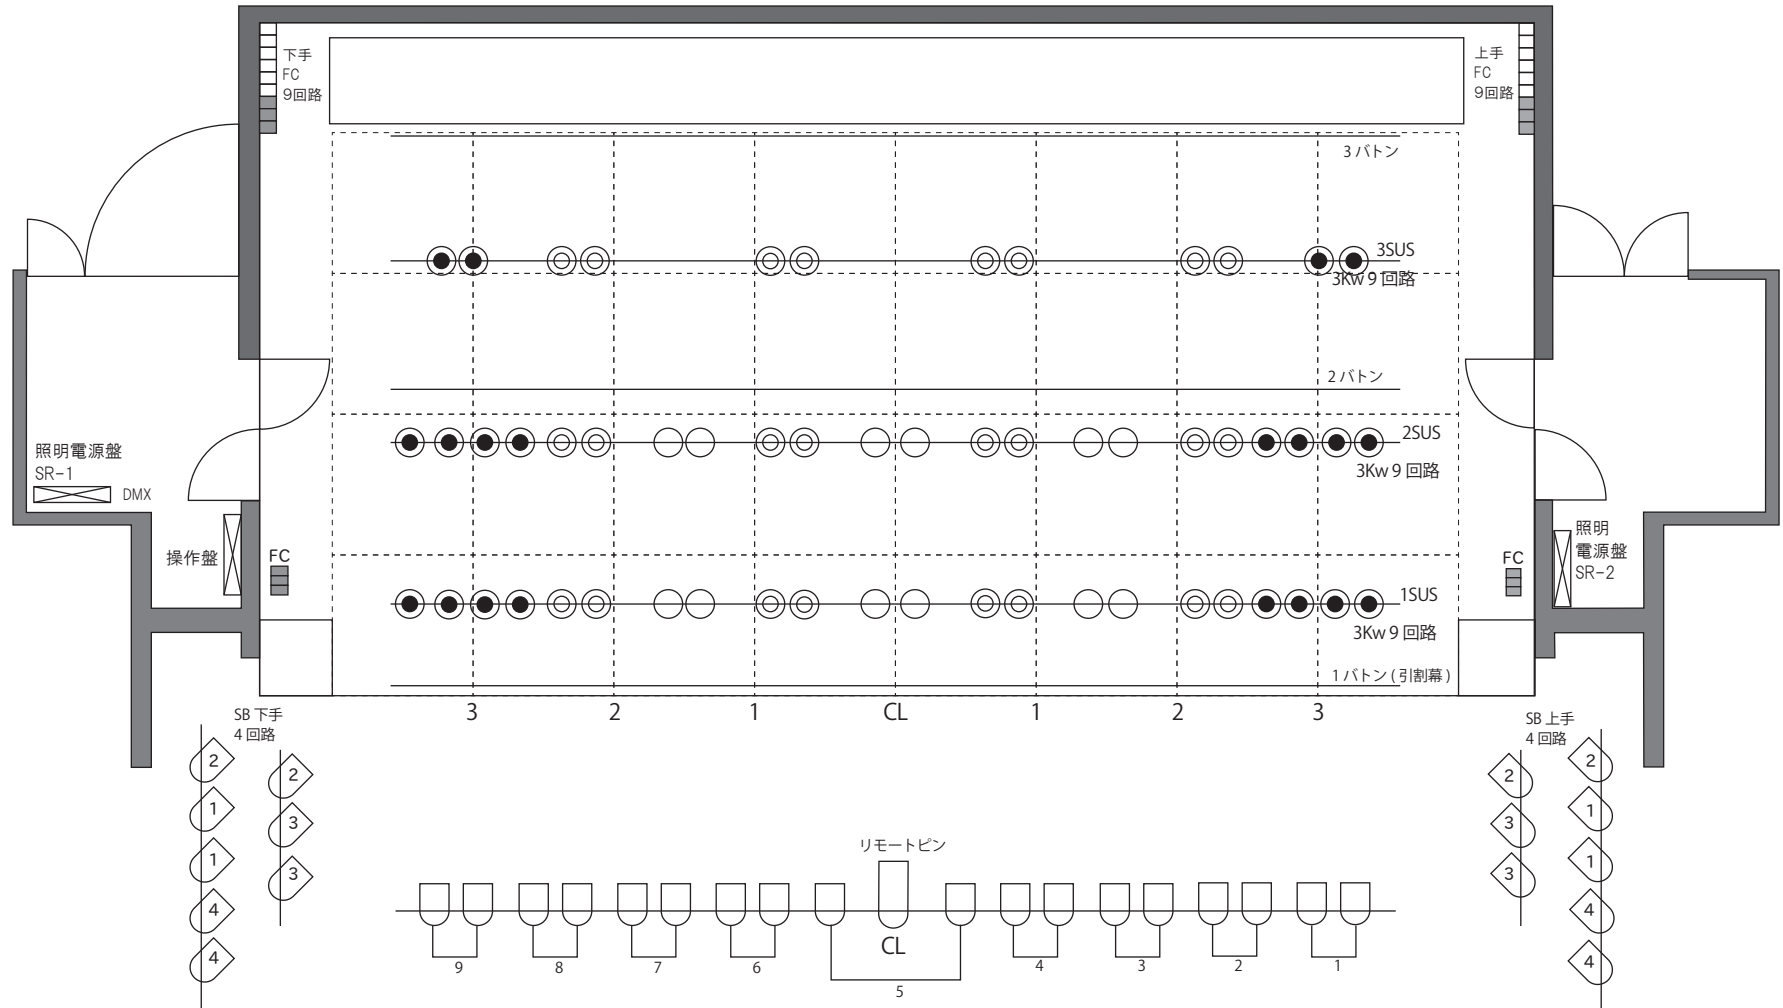 下手
FC
9回路
上手
FC
9回路
3 バトン
3SUS
3Kw 9 回路
2 バトン
2SUS
3Kw 9 回路
照明電源盤
SR-1
DMX
操作盤
FC
FC
照明
電源盤
SR-2
1SUS
3Kw 9 回路
1 バトン ( 引割幕 )
3 2 1 CL 1 2 3
SB 下手
4 回路
2
1
1
4
4
2
3
3
SB 上手
4 回路
2
3
3
2
1
1
4
4
リモートピン
CL
9 8 7 6 5 4 3 2 1